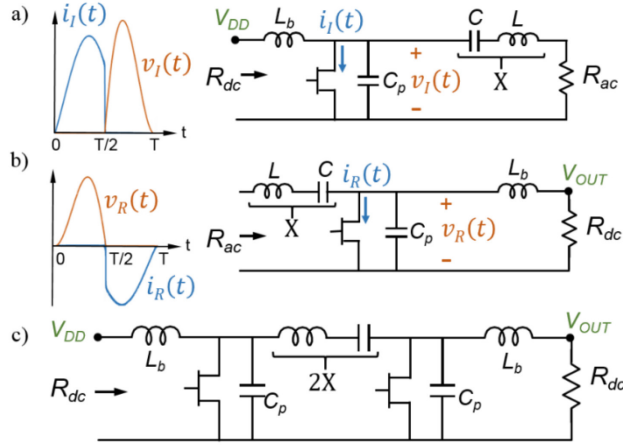 a)
i_I(t)
v_I(t)
0
T/2
T
t
V_DD
L_b
i_I(t)
C
L
R_dc
C_p
+
v_I(t)
−
X
R_ac
b)
v_R(t)
0
T/2
T
t
i_R(t)
L
C
i_R(t)
L_b
V_OUT
X
R_ac
C_p
+
v_R(t)
−
R_dc
c)
V_DD
L_b
2X
L_b
V_OUT
R_dc
C_p
C_p
R_dc